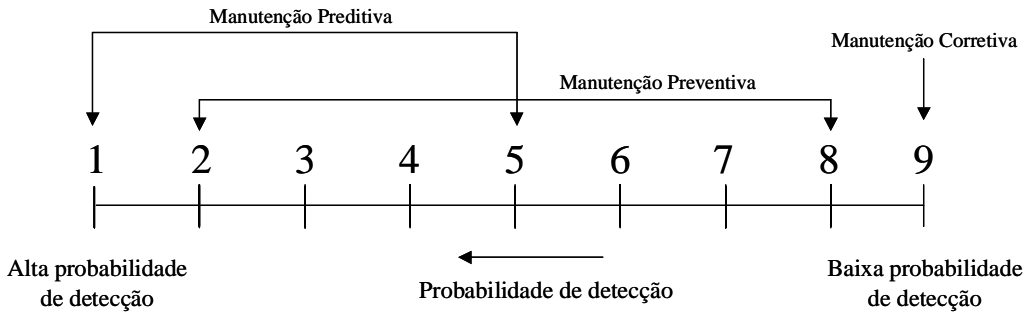 Manutenção Preditiva
Manutenção Corretiva
Manutenção Preventiva
1 2 3 4 5 6 7 8 9
Alta probabilidade
de detecção
Probabilidade de detecção
Baixa probabilidade
de detecção